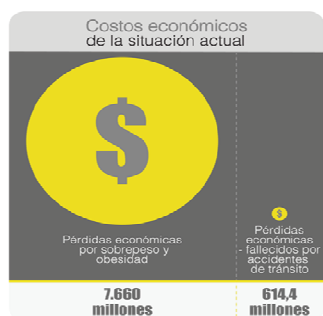 Costos económicos
de la situación actual
$
Pérdidas económicas
por sobrepeso y
obesidad
$
Pérdidas
económicas
- fallecidos por
accidentes
de tránsito
7.660
millones
614,4
millones